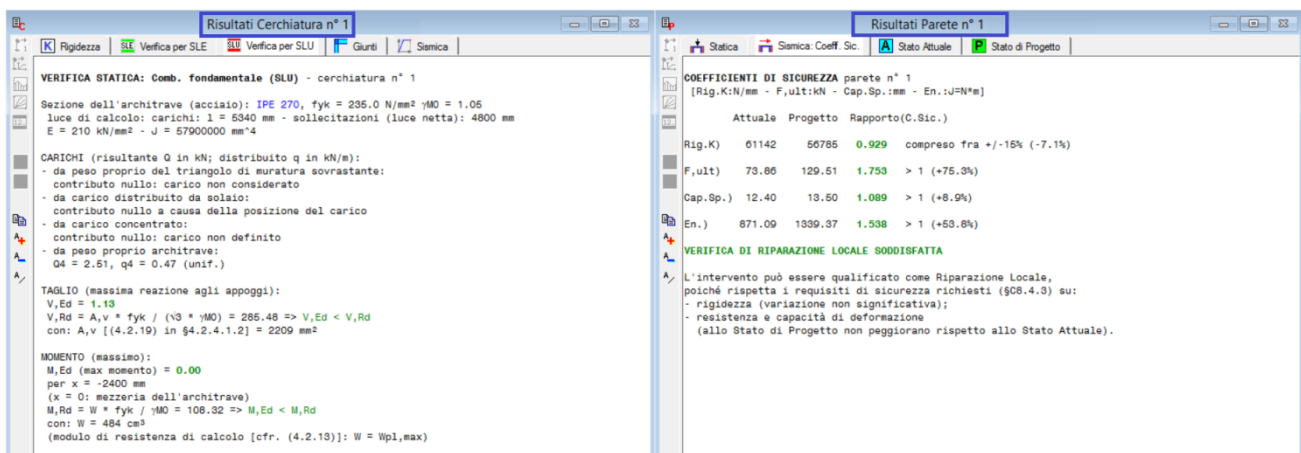 Risultati Cerchiatura n° 1
K Rigidezza SLE Verifica per SLE SLU Verifica per SLU Giunti Sismica
VERIFICA STATICA: Comb. fondamentale (SLU) - cerchiatura n° 1
Sezione dell'architrave (acciaio): IPE 270, fyk = 235.0 N/mm² γM0 = 1.05
luce di calcolo: carichi: l = 5340 mm - sollecitazioni (luce netta): 4800 mm
E = 210 kN/mm² - J = 57900000 mm^4
CARICHI (risultante Q in kN; distribuito q in kN/m):
- da peso proprio del triangolo di muratura sovrastante:
contributo nullo: carico non considerato
- da carico distribuito da solaio:
contributo nullo a causa della posizione del carico
- da carico concentrato:
contributo nullo: carico non definito
- da peso proprio architrave:
Q4 = 2.51, q4 = 0.47 (unif.)
TAGLIO (massima reazione agli appoggi):
V,Ed = 1.13
V,Rd = A,v * fyk / (√3 * γM0) = 285.48 => V,Ed < V,Rd
con: A,v [(4.2.19) in §4.2.4.1.2] = 2209 mm²
MOMENTO (massimo):
M,Ed (max momento) = 0.00
per x = -2400 mm
(x = 0: mezzeria dell'architrave)
M,Rd = W * fyk / γM0 = 108.32 => M,Ed < M,Rd
con: W = 484 cm³
(modulo di resistenza di calcolo [cfr. (4.2.13)]: W = Wpl,max)
Risultati Parete n° 1
Statica Sismica: Coeff. Sic. A Stato Attuale P Stato di Progetto
COEFFICIENTI DI SICUREZZA parete n° 1
[Rig.K:N/mm - F,ult:kN - Cap.Sp.:mm - En.:J=N*m]
Attuale Progetto Rapporto(C.Sic.)
Rig.K) 61142 56785 0.929 compreso fra +/-15% (-7.1%)
F,ult) 73.86 129.51 1.753 > 1 (+75.3%)
Cap.Sp.) 12.40 13.50 1.089 > 1 (+8.9%)
En.) 871.09 1339.37 1.538 > 1 (+53.8%)
VERIFICA DI RIPARAZIONE LOCALE SODDISFATTA
L'intervento può essere qualificato come Riparazione Locale,
poiché rispetta i requisiti di sicurezza richiesti (§C8.4.3) su:
- rigidezza (variazione non significativa);
- resistenza e capacità di deformazione
(allo Stato di Progetto non peggiorano rispetto allo Stato Attuale).